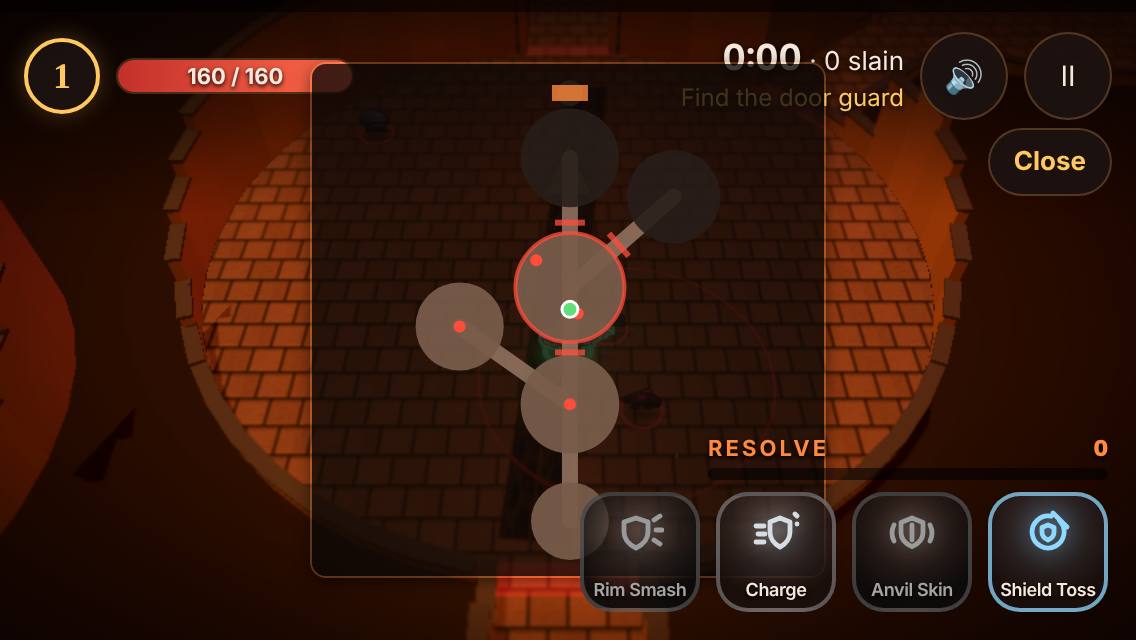 1
160 / 160
0:00 · 0 slain
Find the door guard
Close
RESOLVE 0
Rim Smash
Charge
Anvil Skin
Shield Toss